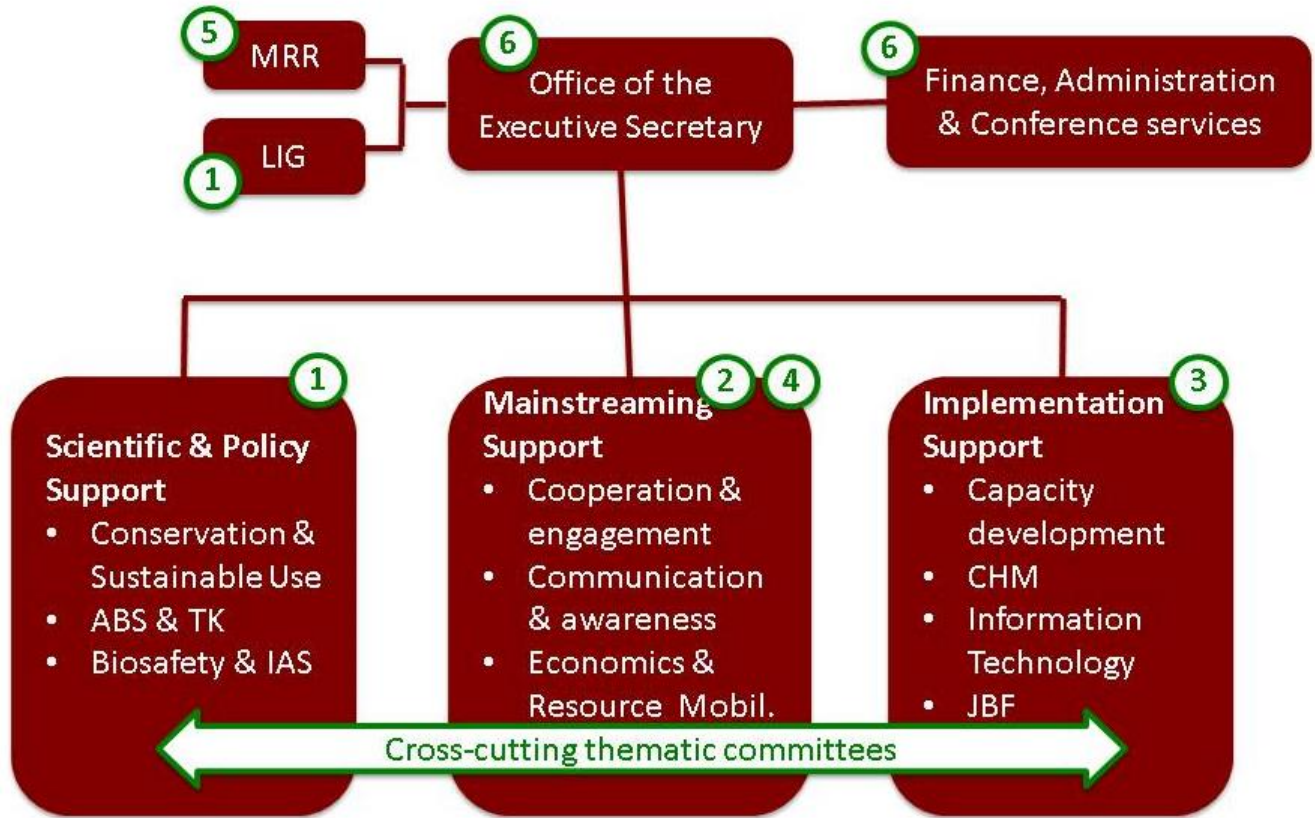 5
MRR
6
Office of the
Executive Secretary
6
Finance, Administration
& Conference services
LIG
1
1
Scientific & Policy
Support
• Conservation &
Sustainable Use
• ABS & TK
• Biosafety & IAS
2
4
Mainstreaming
Support
• Cooperation &
engagement
• Communication
& awareness
• Economics &
Resource Mobil.
3
Implementation
Support
• Capacity
development
• CHM
• Information
Technology
• JBF
Cross-cutting thematic committees